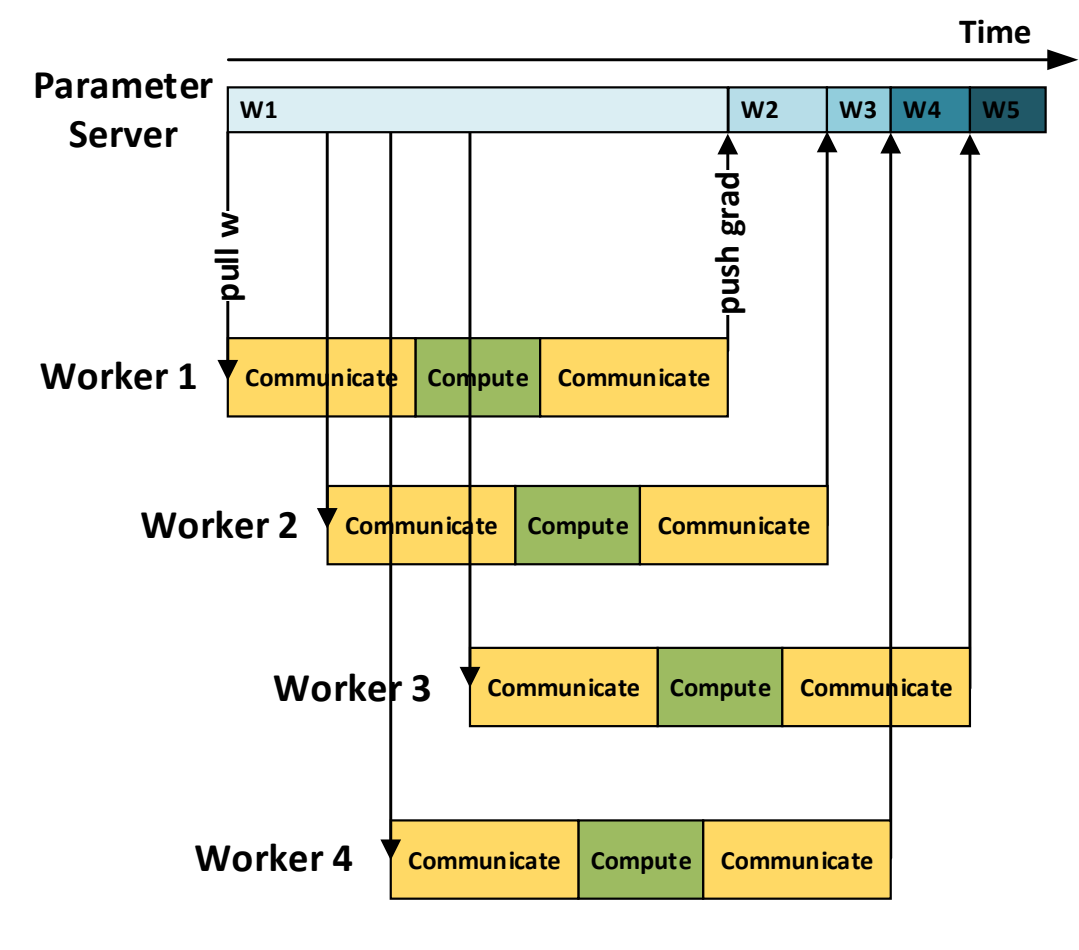 Time
Parameter
Server
W1
W2
W3
W4
W5
pull w
push grad
Worker 1
Communicate
Compute
Communicate
Worker 2
Communicate
Compute
Communicate
Worker 3
Communicate
Compute
Communicate
Worker 4
Communicate
Compute
Communicate